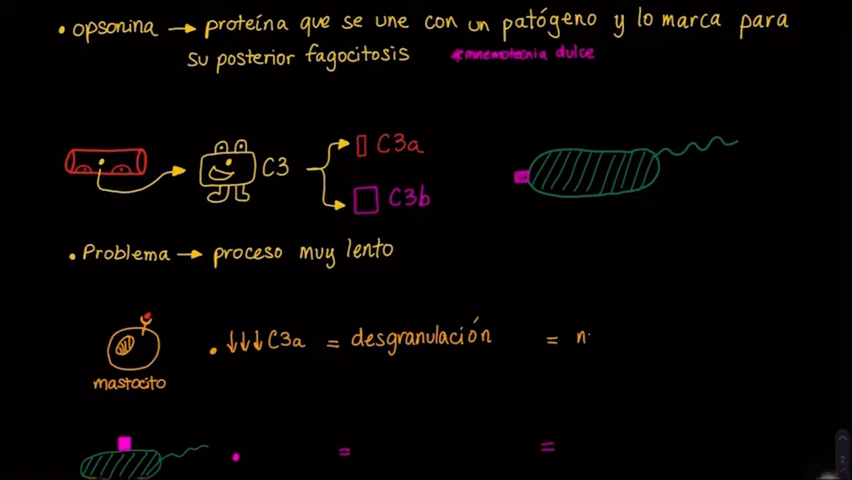 • opsonina → proteína que se une con un patógeno y lo marca para
su posterior fagocitosis *mnemotecnia dulce
C3
C3a
C3b
• Problema → proceso muy lento
• ↓↓↓ C3a = desgranulación = n
mastocito
• = =
2